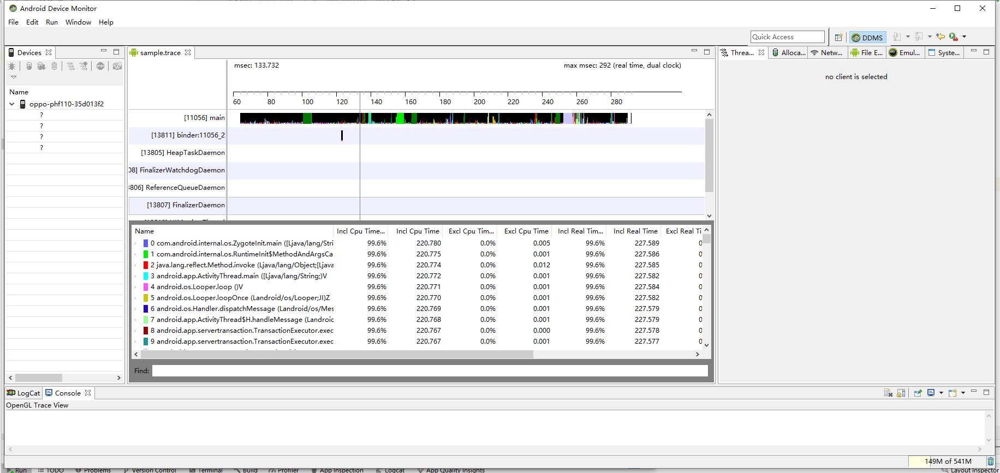 Android Device Monitor
File Edit Run Window Help
Quick Access DDMS
Devices
Name
oppo-phf110-35d013f2
?
?
?
?
sample.trace
msec: 133.732 max msec: 292 (real time, dual clock)
60 80 100 120 140 160 180 200 220 240 260 280
[11056] main
[13811] binder:11056_2
[13805] HeapTaskDaemon
08] FinalizerWatchdogDaemon
3806] ReferenceQueueDaemon
[13807] FinalizerDaemon
Name Incl Cpu Time... Incl Cpu Time Excl Cpu Tim... Excl Cpu Time Incl Real Tim... Incl Real Time Excl Real Ti
0 com.android.internal.os.ZygoteInit.main ([Ljava/lang/Stri 99.6% 220.780 0.0% 0.005 99.6% 227.589 0
1 com.android.internal.os.RuntimeInit$MethodAndArgsCa 99.6% 220.775 0.0% 0.001 99.6% 227.586 0
2 java.lang.reflect.Method.invoke (Ljava/lang/Object;[Ljava 99.6% 220.774 0.0% 0.012 99.6% 227.585 0
3 android.app.ActivityThread.main ([Ljava/lang/String;)V 99.6% 220.772 0.0% 0.001 99.6% 227.582 0
4 android.os.Looper.loop ()V 99.6% 220.771 0.0% 0.001 99.6% 227.584 0
5 android.os.Looper.loopOnce (Landroid/os/Looper;JI)Z 99.6% 220.770 0.0% 0.001 99.6% 227.582 0
6 android.os.Handler.dispatchMessage (Landroid/os/Mes 99.6% 220.769 0.0% 0.001 99.6% 227.579 0
7 android.app.ActivityThread$H.handleMessage (Landroid 99.6% 220.768 0.0% 0.001 99.6% 227.579 0
8 android.app.servertransaction.TransactionExecutor.exec 99.6% 220.767 0.0% 0.000 99.6% 227.578 0
9 android.app.servertransaction.TransactionExecutor.exec 99.6% 220.767 0.0% 0.001 99.6% 227.577 0
Find:
Threa... Alloca... Netw... File E... Emul... Syste...
no client is selected
LogCat Console
OpenGL Trace View
149M of 541M
Run TODO Problems Version Control Terminal Build Profiler App Inspection Logcat App Quality Insights Layout Inspector